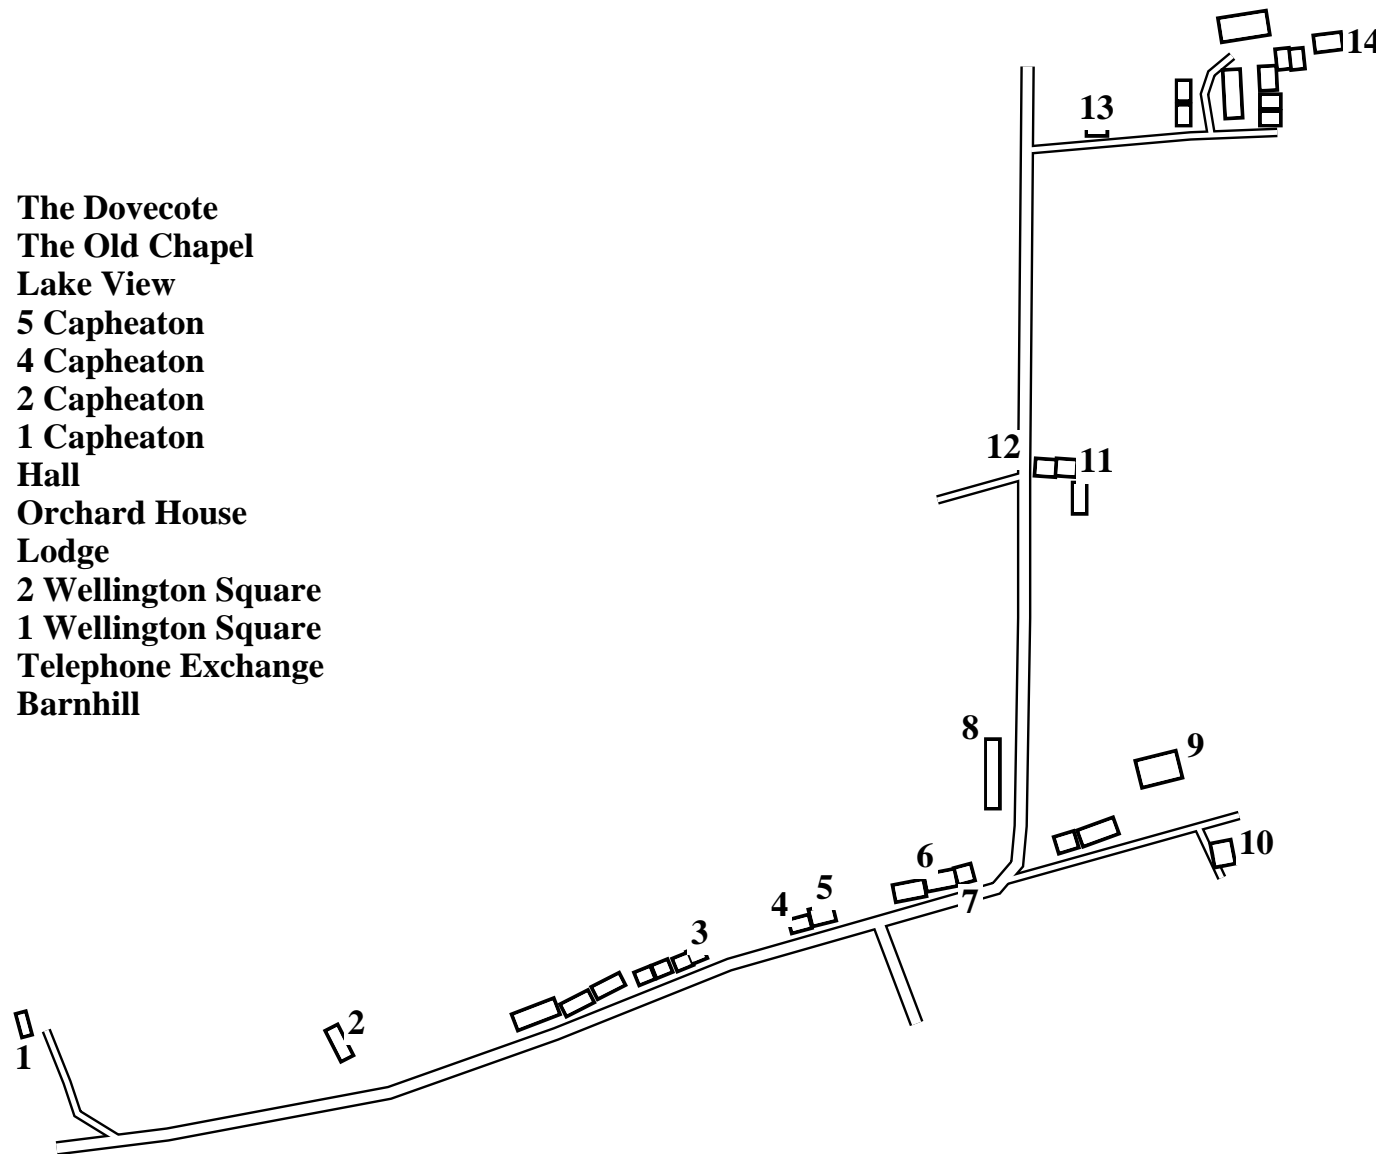 14
13
The Dovecote
The Old Chapel
Lake View
5 Capheaton
4 Capheaton
2 Capheaton
1 Capheaton
Hall
Orchard House
Lodge
2 Wellington Square
1 Wellington Square
Telephone Exchange
Barnhill
12
11
8
9
10
6
5
4
7
3
2
1